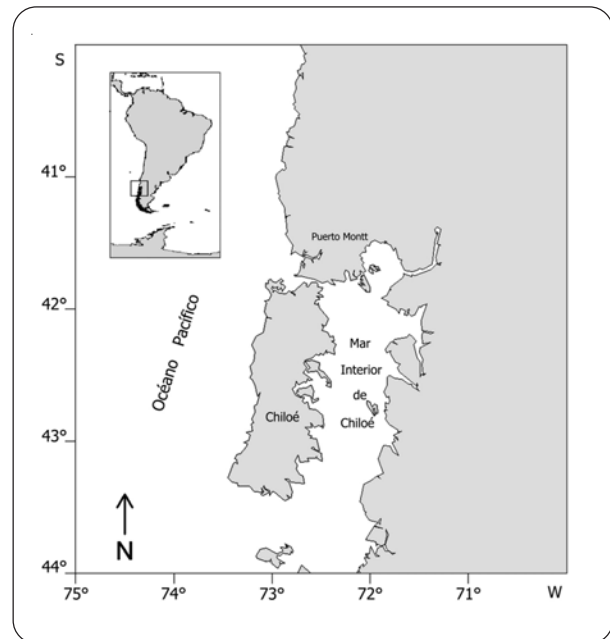 S
41°
Puerto Montt
42°
Océano Pacífico
Mar
Interior
de
Chiloé
Chiloé
43°
N
44°
75°
74°
73°
72°
71°
W